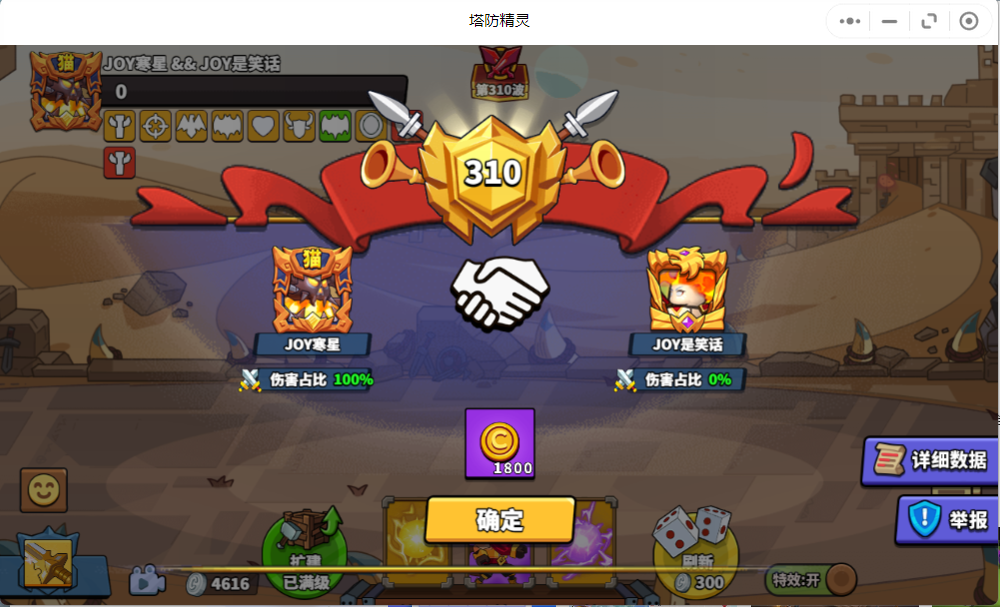 塔防精灵
猫
JOY寒星 && JOY是笑话
0
第310波
310
猫
JOY寒星
JOY是笑话
伤害占比 100%
伤害占比 0%
1800
详细数据
确定
举报
扩建
已满级
刷新
4616
300
特效:开